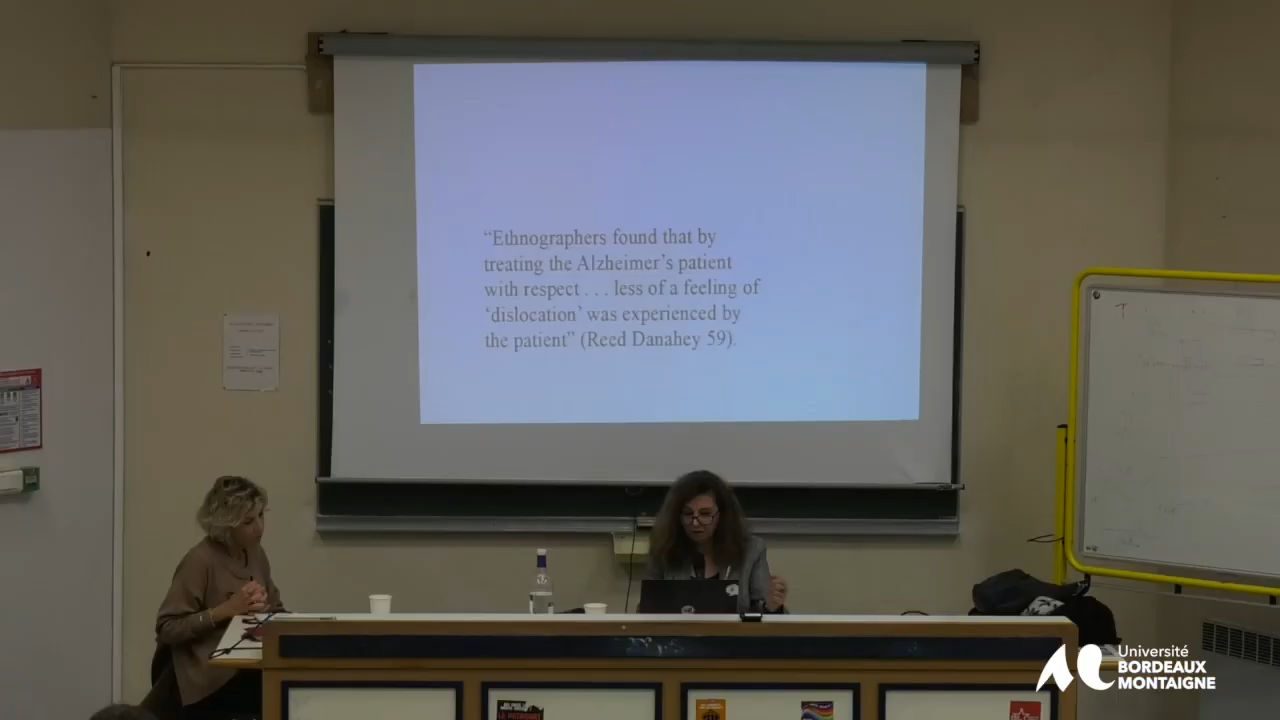 “Ethnographers found that by
treating the Alzheimer’s patient
with respect . . . less of a feeling of
‘dislocation’ was experienced by
the patient” (Reed Danahey 59).
Université
BORDEAUX
MONTAIGNE